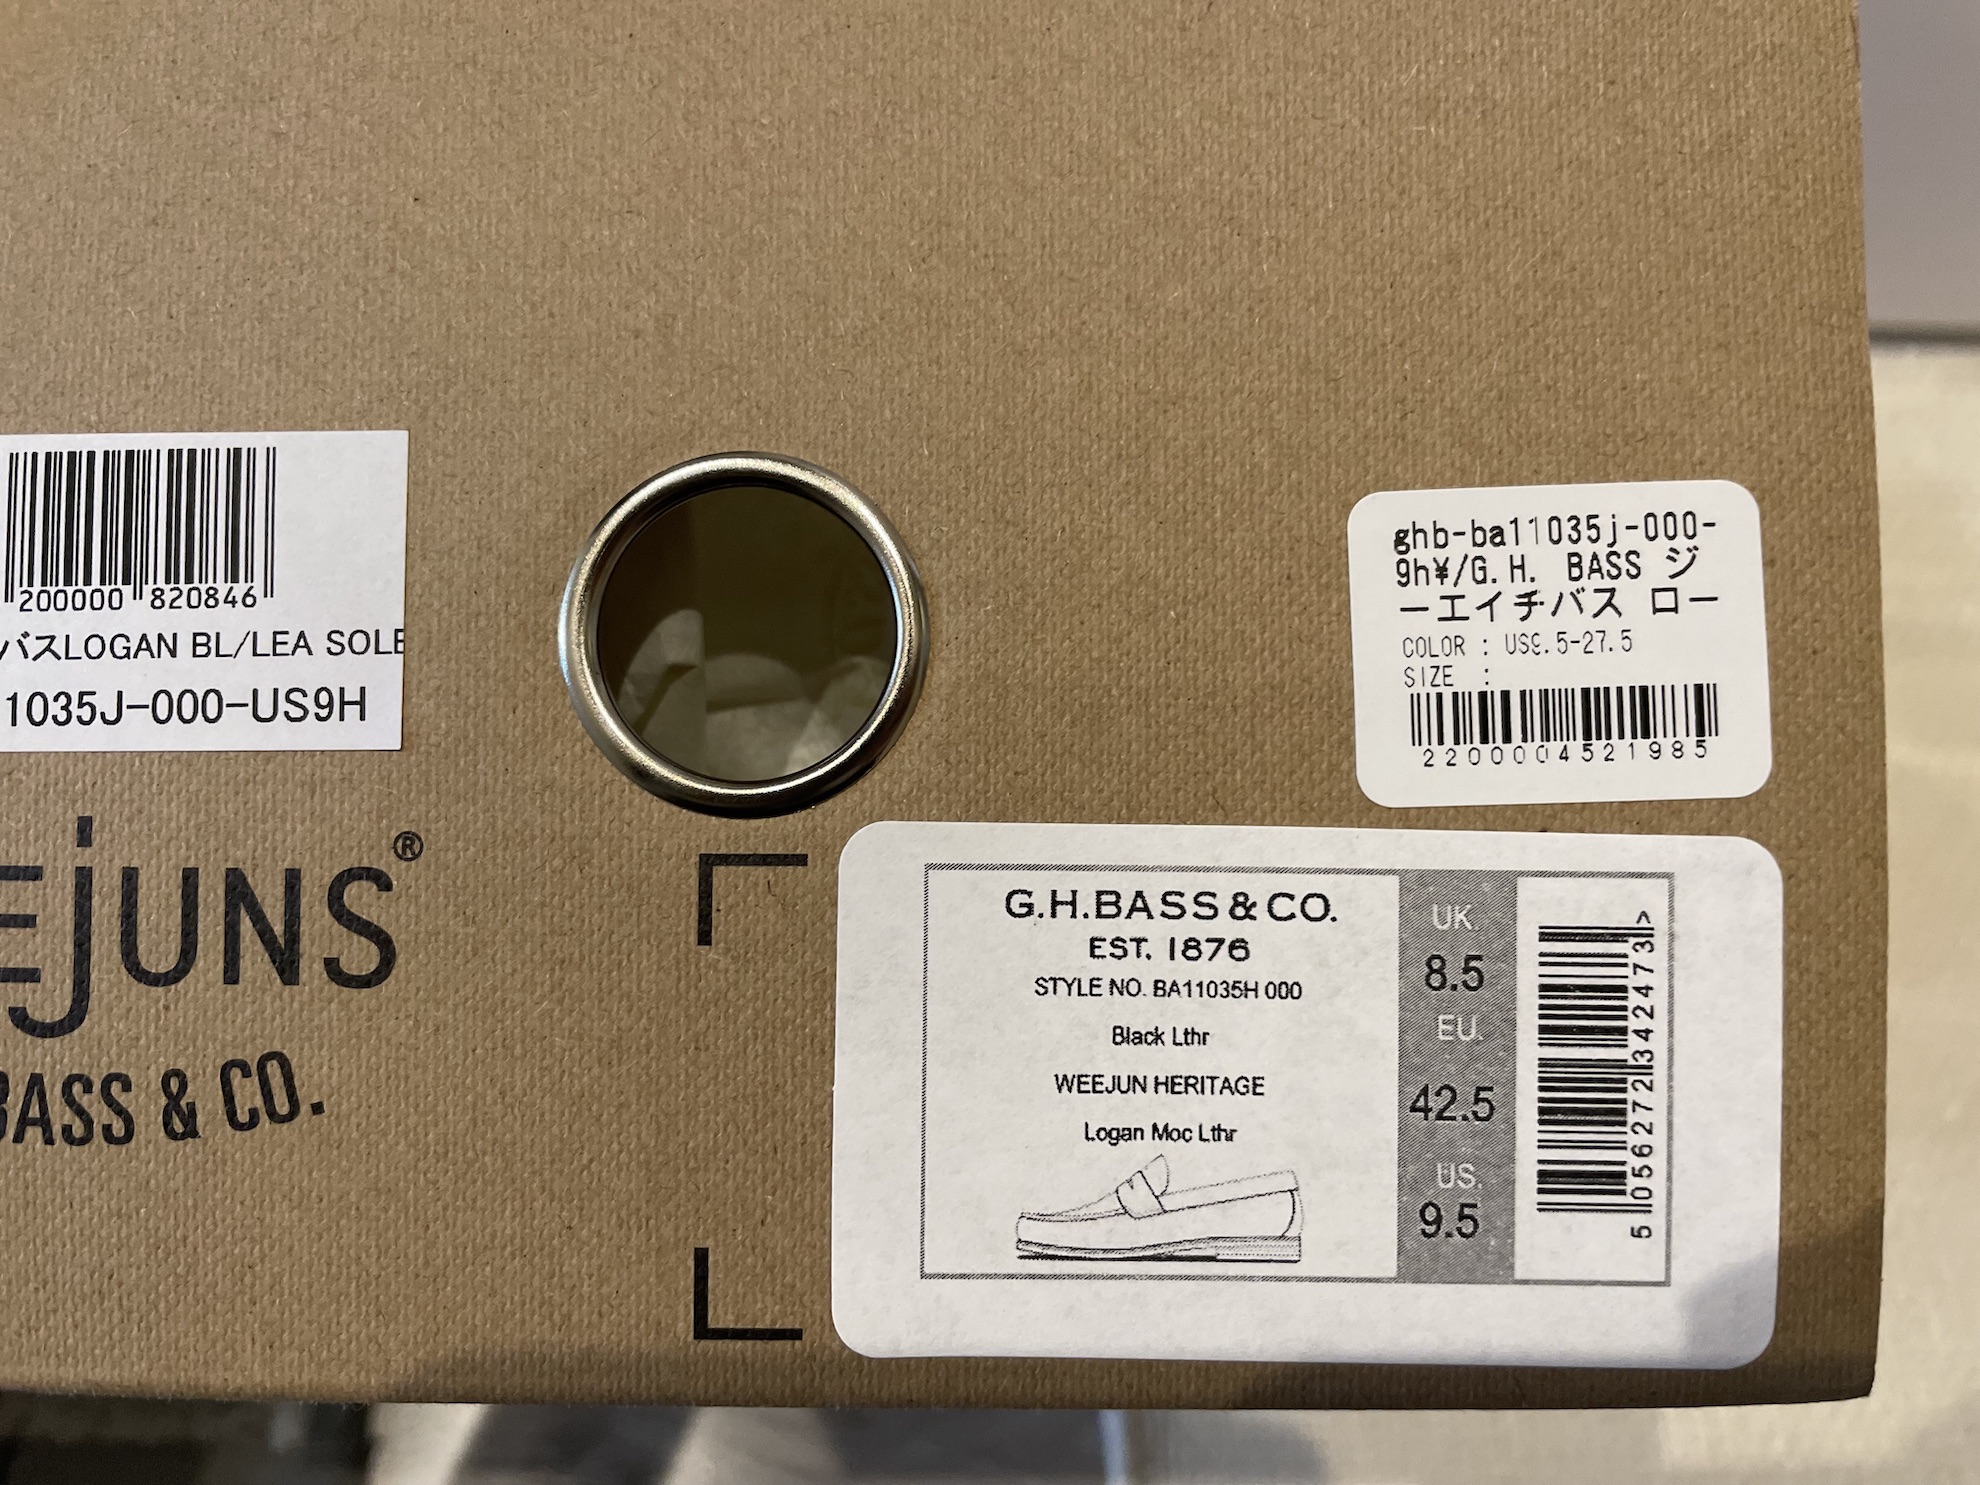 200000 820846
バスLOGAN BL/LEA SOLE
1035J-000-US9H
EJUNS®
BASS & CO.
ghb-ba11035j-000-
9h¥/G.H. BASS ジ
ーエイチバス ロー
COLOR : US9.5-27.5
SIZE :
2200004521985
G.H.BASS & CO.
EST. 1876
STYLE NO. BA11035H 000
Black Lthr
WEEJUN HERITAGE
Logan Moc Lthr
UK
8.5
EU.
42.5
US.
9.5
5 056272 342473 >